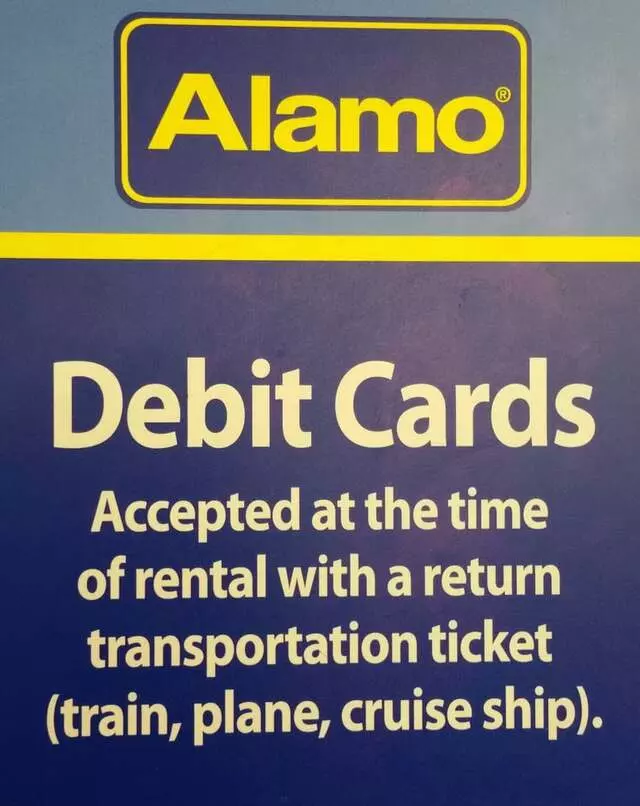 Alamo®
Debit Cards
Accepted at the time
of rental with a return
transportation ticket
(train, plane, cruise ship).